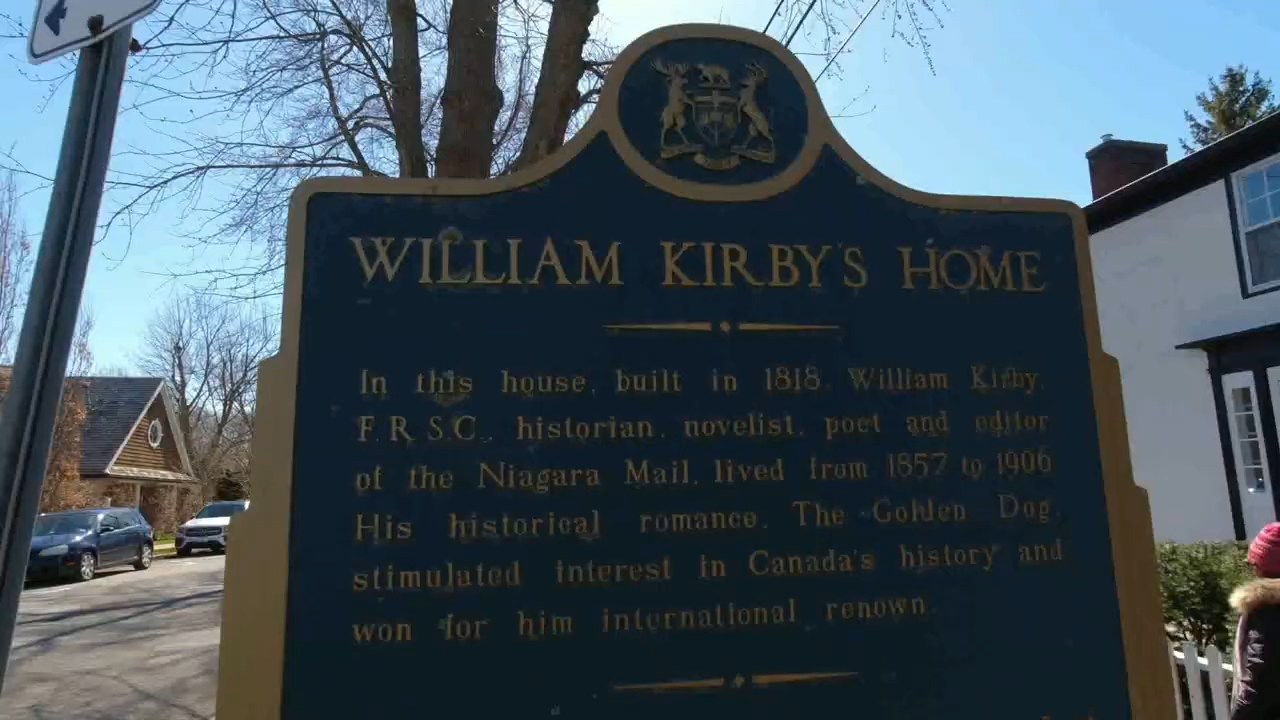 WILLIAM KIRBY'S HOME
In this house, built in 1818, William Kirby,
F.R.S.C., historian, novelist, poet and editor
of the Niagara Mail, lived from 1857 to 1906
His historical romance, The Golden Dog,
stimulated interest in Canada's history and
won for him international renown.